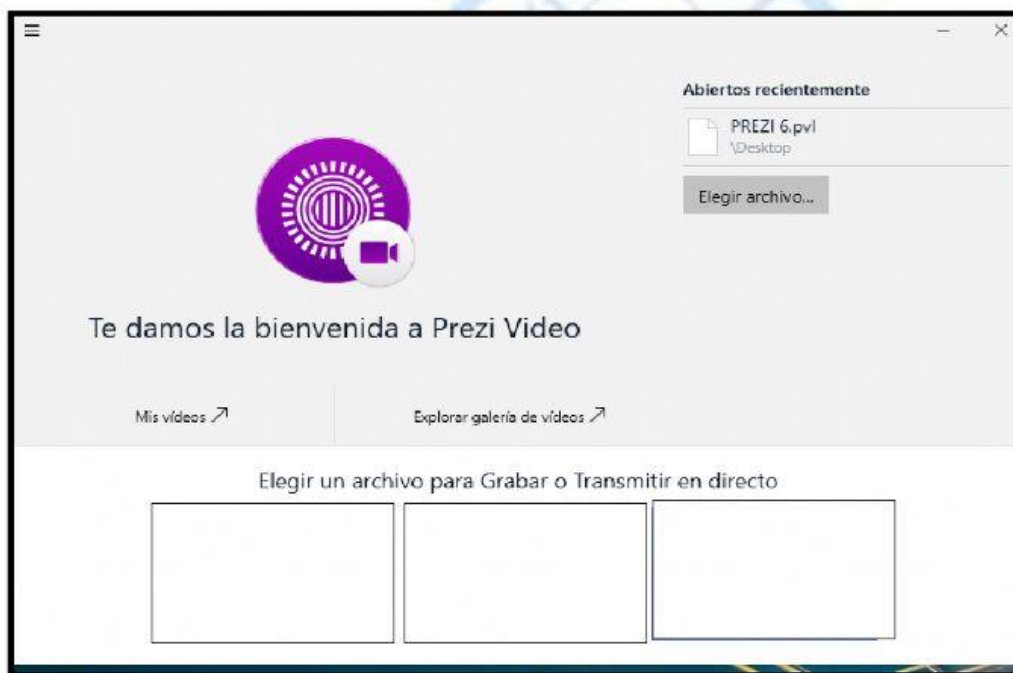 Abiertos recientemente
PREZI 6.pvl
\Desktop
Elegir archivo...
Te damos la bienvenida a Prezi Video
Mis vídeos
Explorar galería de vídeos
Elegir un archivo para Grabar o Transmitir en directo